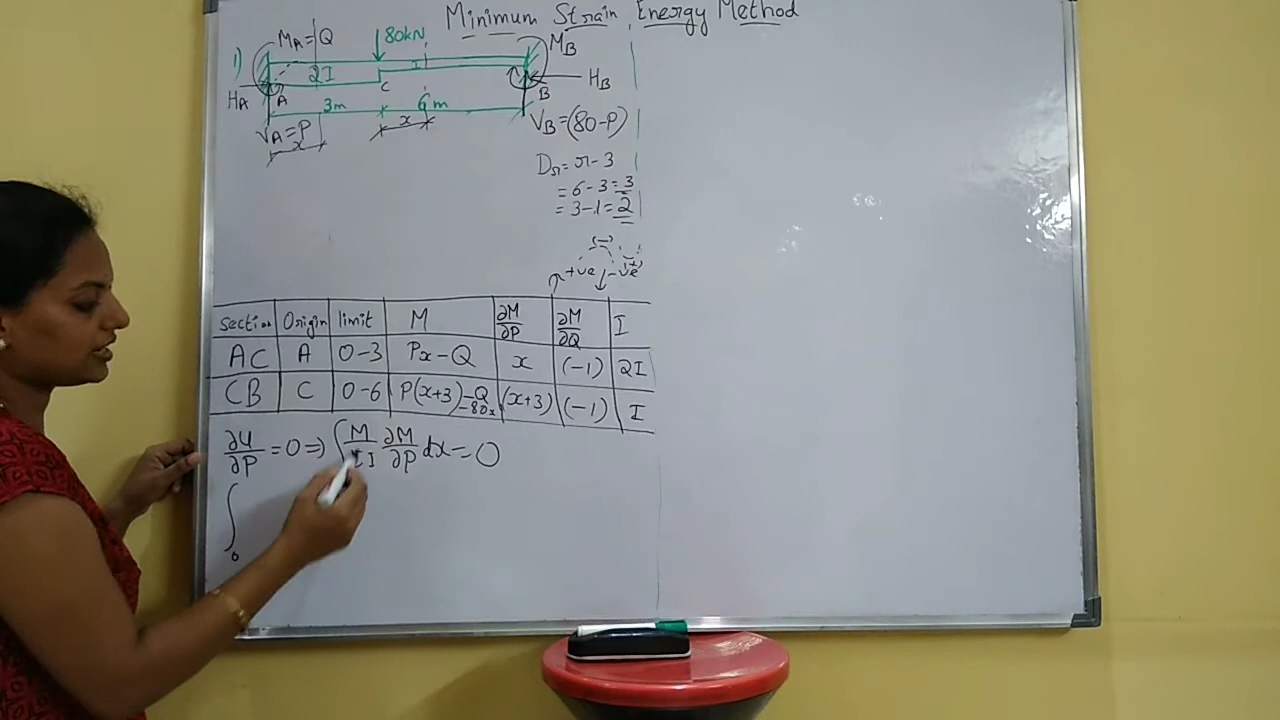 Minimum Strain Energy Method
1)
MA=Q
80kN
MB
2I
I
HA
A
C
B
HB
3m
6m
x
VA=P
x
VB=(80-P)
Ds=r-3
=6-3=3
=3-1=2
(-)
+ve
(+)
-ve
Section Origin limit M ∂M/∂P ∂M/∂Q I
AC A 0-3 Px-Q x (-1) 2I
CB C 0-6 P(x+3)-Q-80x (x+3) (-1) I
∂U/∂P=0⇒∫M/EI ∂M/∂P dx=0
∫0